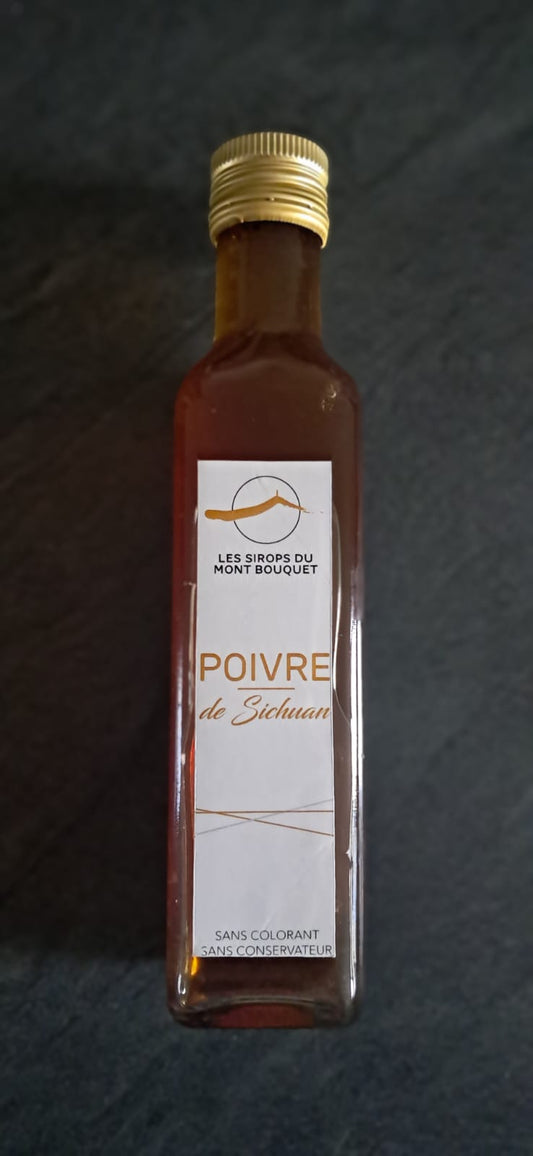 LES SIROPS DU
MONT BOUQUET
POIVRE
de Sichuan
SANS COLORANT
SANS CONSERVATEUR